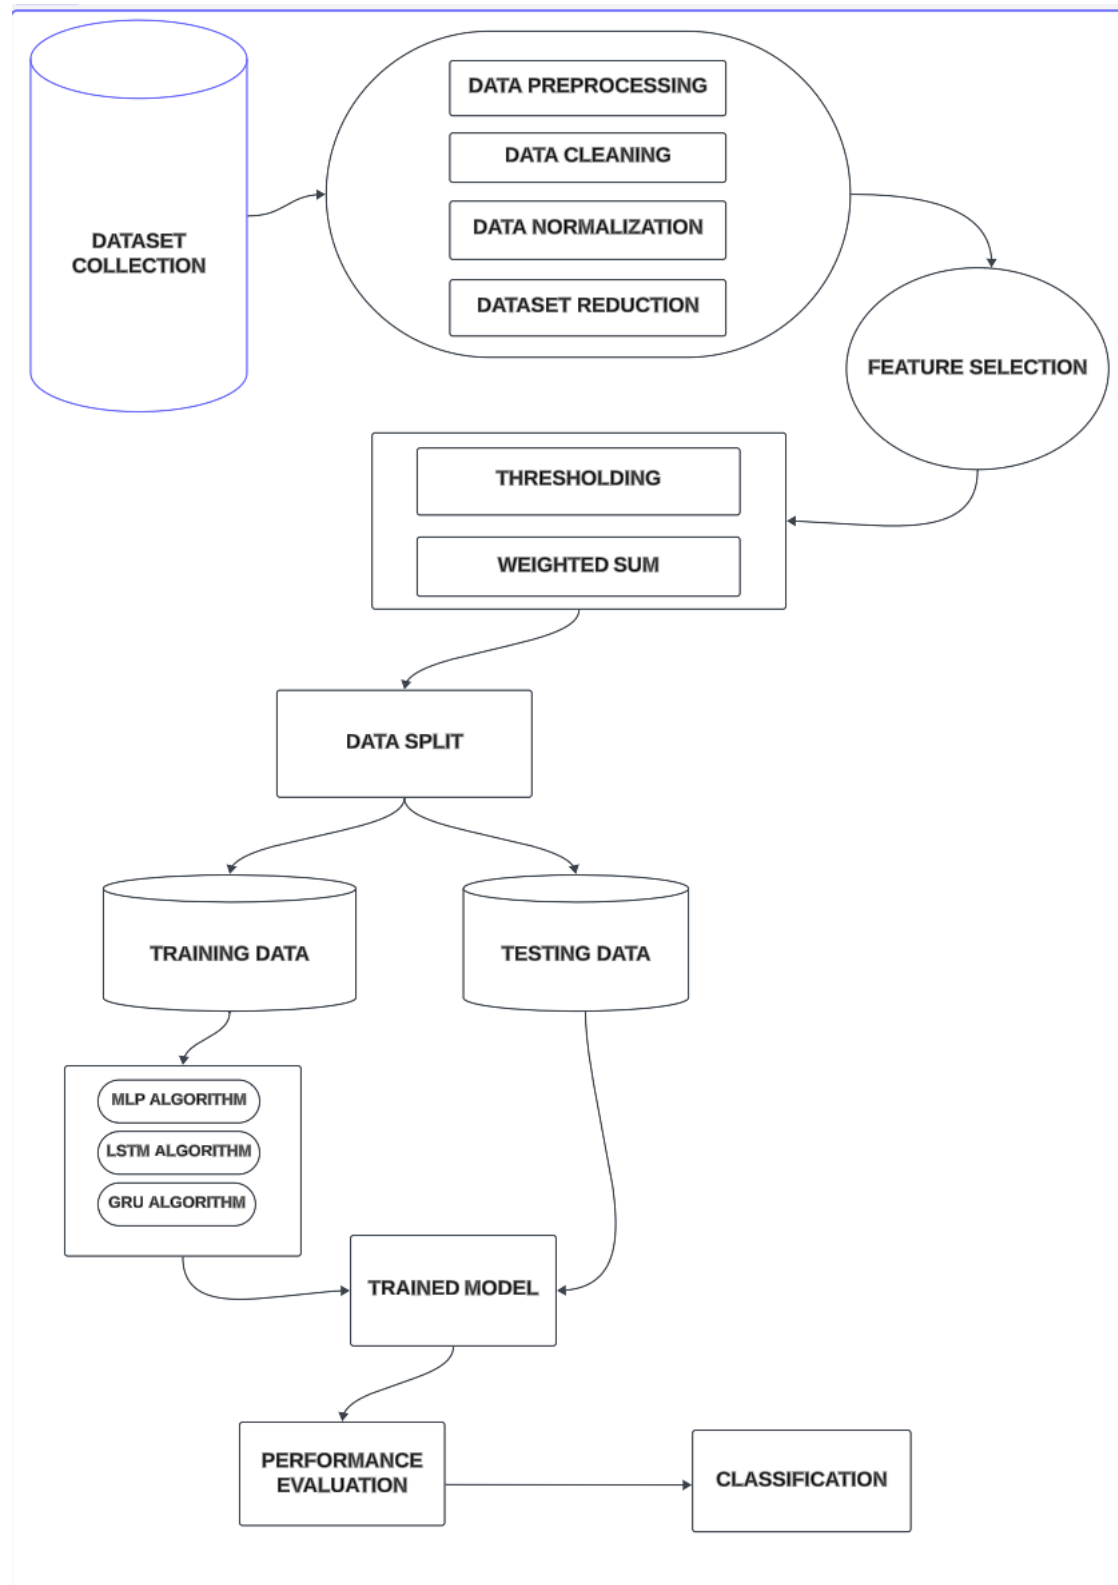 DATA PREPROCESSING
DATA CLEANING
DATA NORMALIZATION
DATASET REDUCTION
DATASET
COLLECTION
FEATURE SELECTION
THRESHOLDING
WEIGHTED SUM
DATA SPLIT
TRAINING DATA
TESTING DATA
MLP ALGORITHM
LSTM ALGORITHM
GRU ALGORITHM
TRAINED MODEL
PERFORMANCE
EVALUATION
CLASSIFICATION